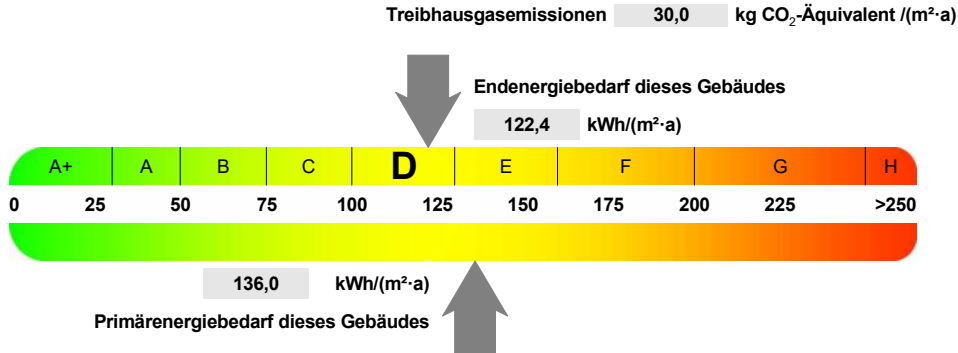 Treibhausgasemissionen 30,0 kg CO₂-Äquivalent /(m²·a)
Endenergiebedarf dieses Gebäudes
122,4 kWh/(m²·a)
A+ A B C D E F G H
0 25 50 75 100 125 150 175 200 225 >250
136,0 kWh/(m²·a)
Primärenergiebedarf dieses Gebäudes